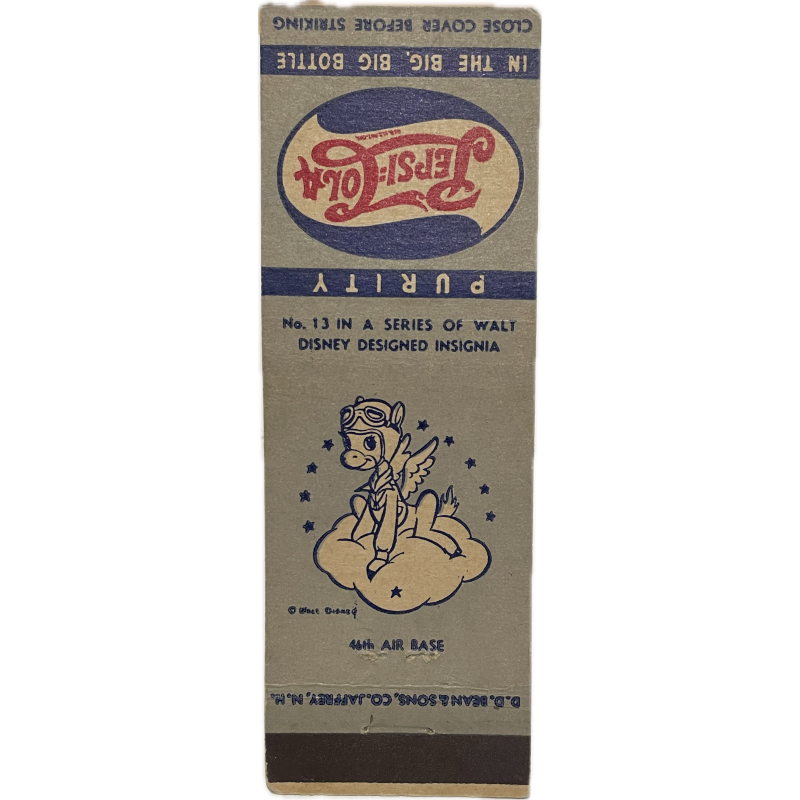 CLOSE COVER BEFORE STRIKING
IN THE BIG, BIG BOTTLE
PEPSI:COLA
PURITY
No. 13 IN A SERIES OF WALT
DISNEY DESIGNED INSIGNIA
© Walt Disney
46th AIR BASE
D.D. BEAN & SONS, CO. JAFFREY, N. H.